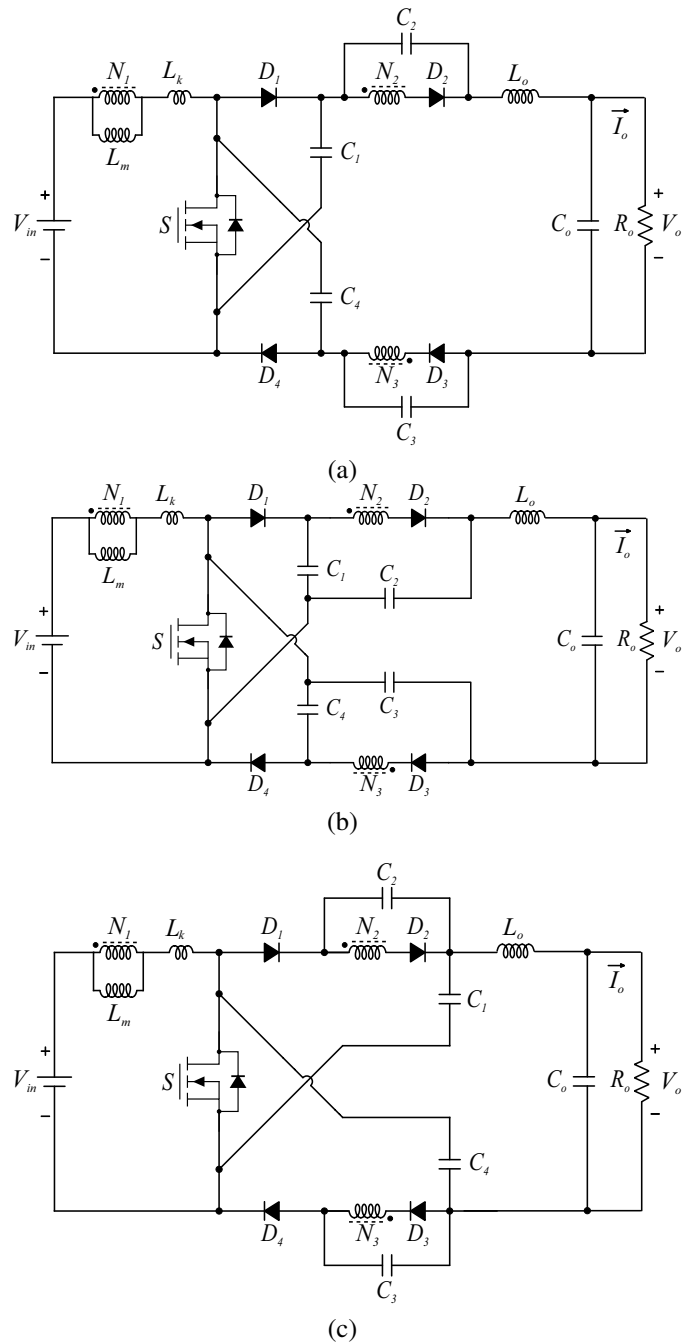 C2
N1 Lk D1 N2 D2 Lo
Io
Lm C1
+ +
Vin S Co Ro Vo
− −
C4
D4 N3 D3
C3
(a)
N1 Lk D1 N2 D2 Lo
Io
Lm C1 C2
+ +
Vin S Co Ro Vo
− −
C4 C3
D4 N3 D3
(b)
C2
N1 Lk D1 N2 D2 Lo
Io
Lm C1
+ +
Vin S Co Ro Vo
− −
C4
D4 N3 D3
C3
(c)